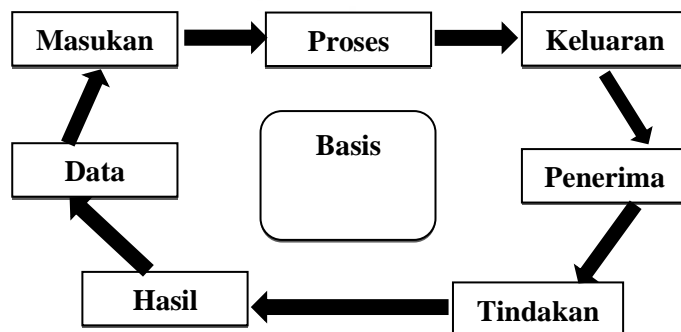 Masukan
Proses
Keluaran
Basis
Data
Penerima
Hasil
Tindakan